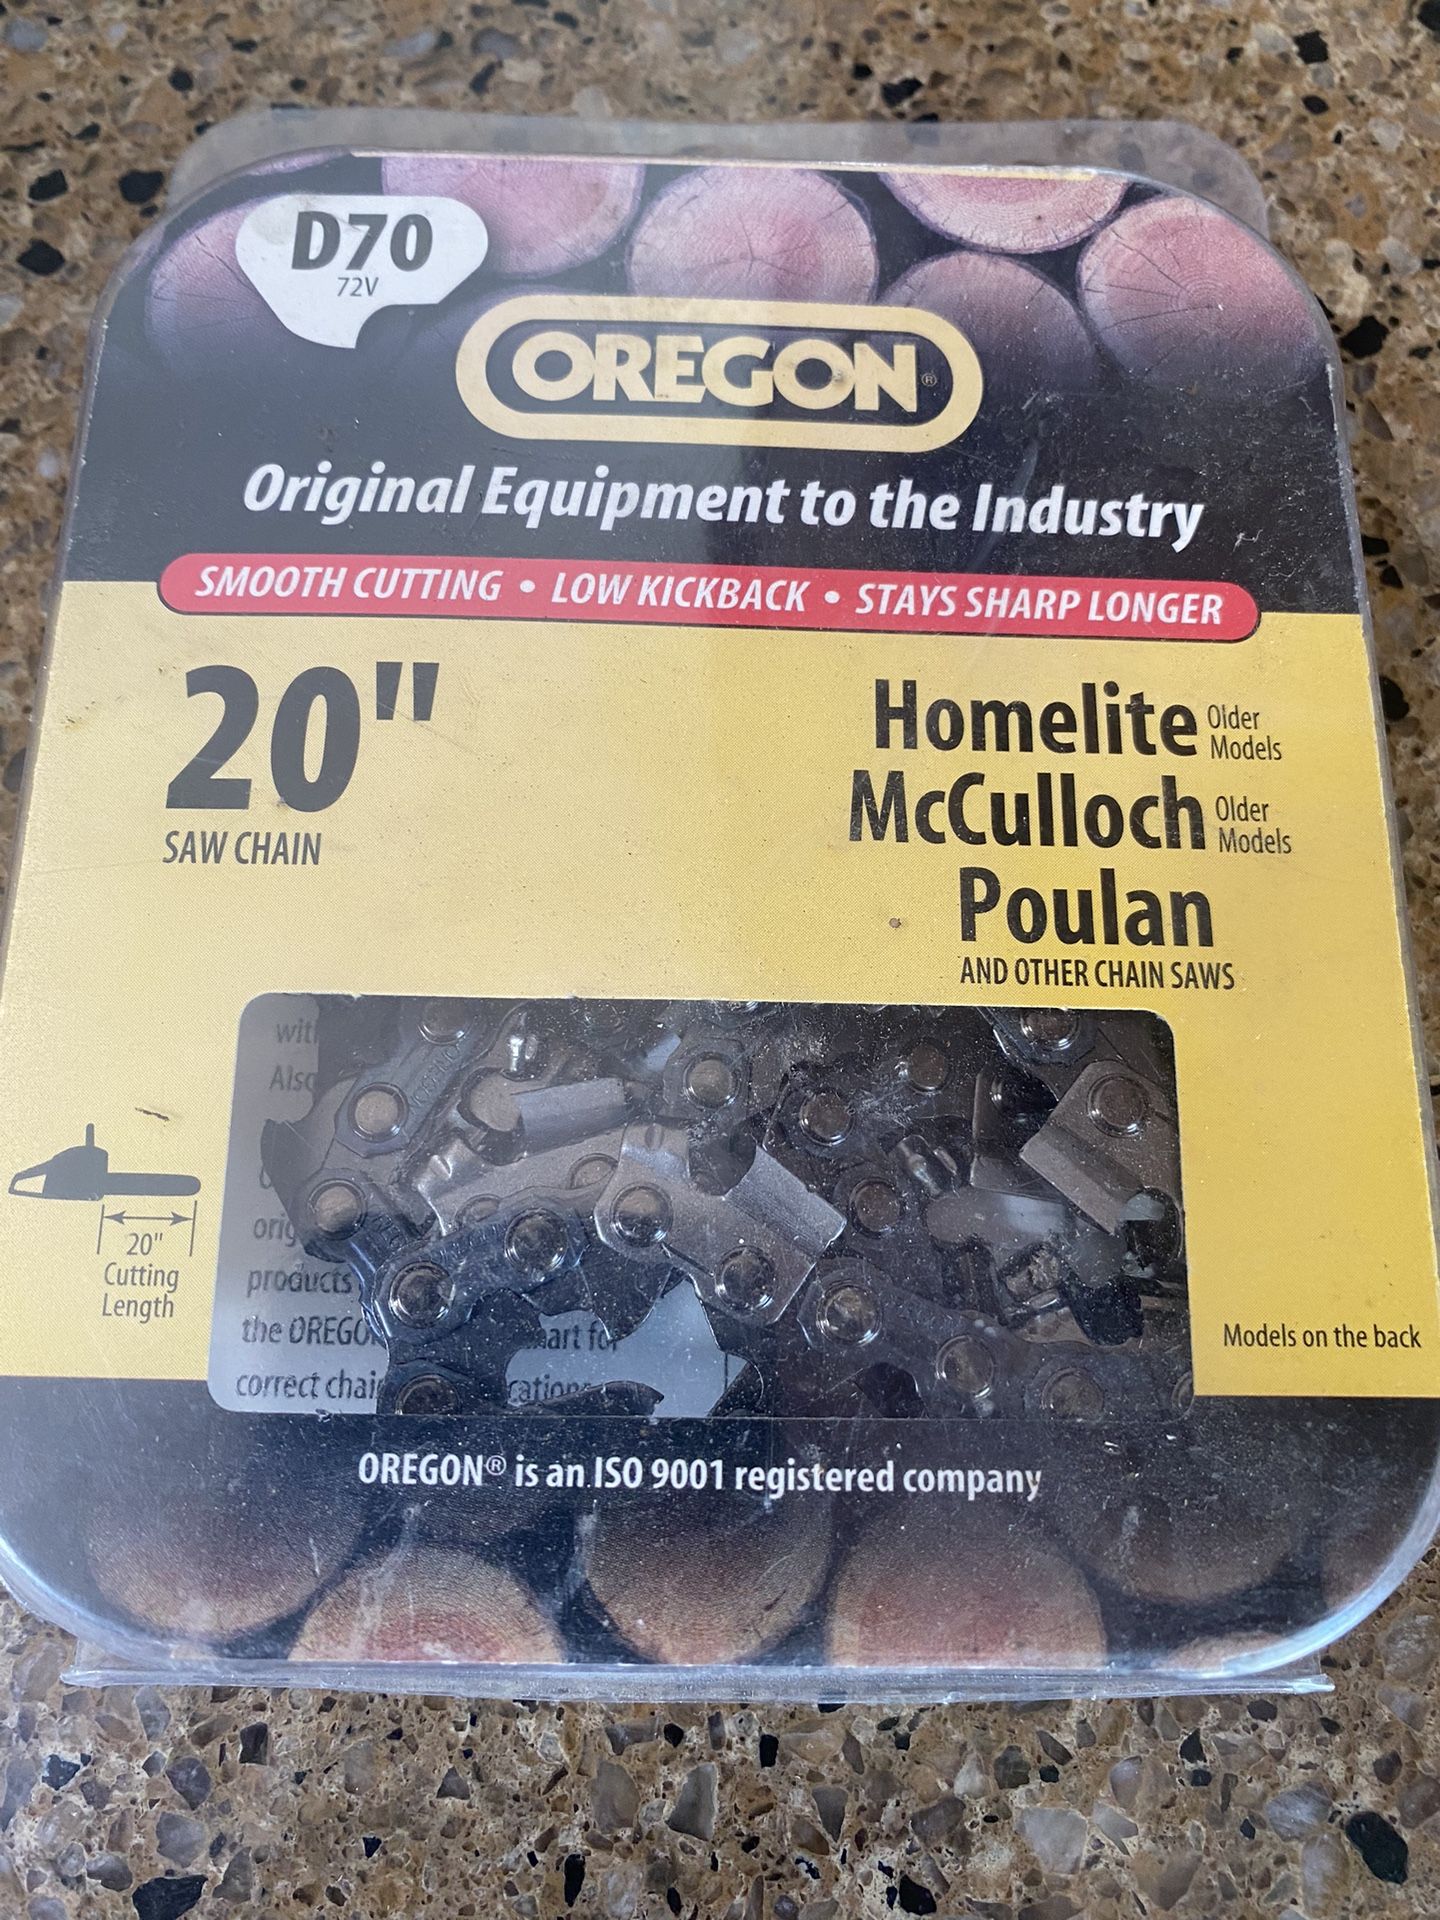 D70
72V
OREGON®
Original Equipment to the Industry
SMOOTH CUTTING • LOW KICKBACK • STAYS SHARP LONGER
20"
SAW CHAIN
Homelite Older Models
McCulloch Older Models
Poulan
AND OTHER CHAIN SAWS
20"
Cutting
Length
products
the
correct
Models on the back
OREGON® is an ISO 9001 registered company